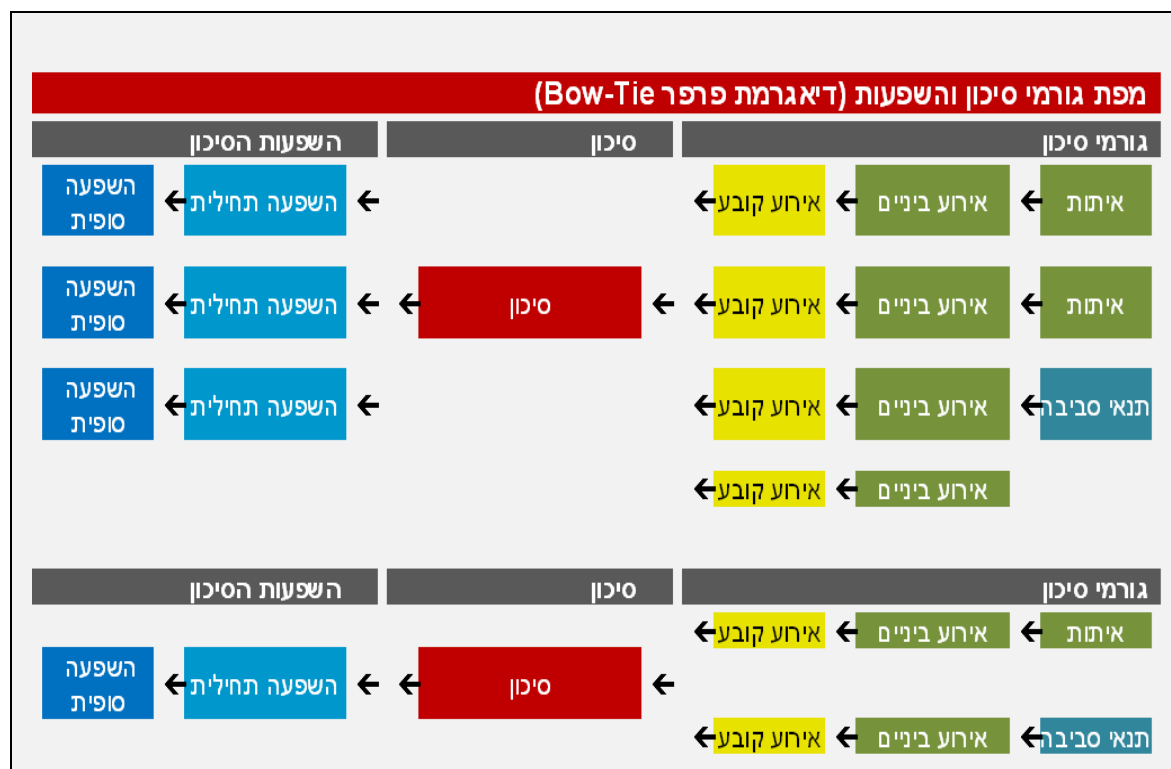 מפת גורמי סיכון והשפעות (דיאגרמת פרפר Bow-Tie)
גורמי סיכון סיכון השפעות הסיכון
איתות אירוע ביניים אירוע קובע השפעה תחילית השפעה
סופית
איתות אירוע ביניים אירוע קובע סיכון השפעה תחילית השפעה
סופית
תנאי סביבה אירוע ביניים אירוע קובע השפעה תחילית השפעה
סופית
אירוע ביניים אירוע קובע
גורמי סיכון סיכון השפעות הסיכון
איתות אירוע ביניים אירוע קובע
סיכון השפעה תחילית השפעה
סופית
תנאי סביבה אירוע ביניים אירוע קובע